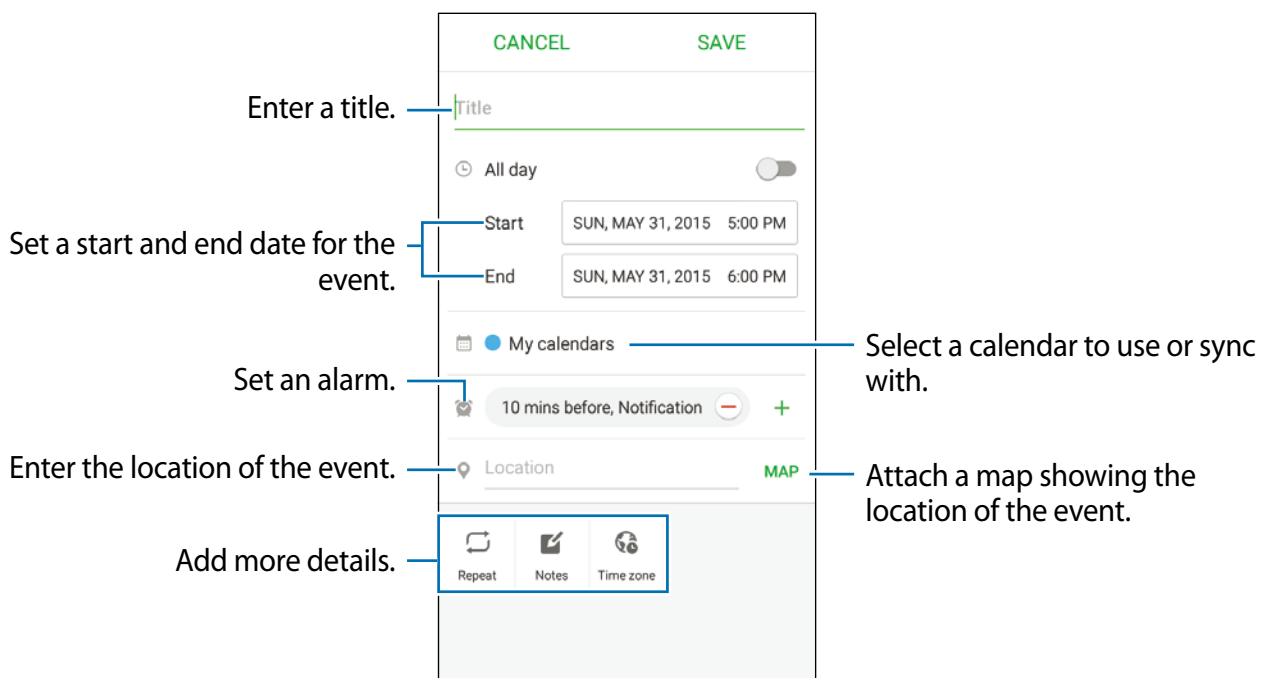 CANCEL SAVE
Enter a title.
Title
All day
Set a start and end date for the
event.
Start SUN, MAY 31, 2015 5:00 PM
End SUN, MAY 31, 2015 6:00 PM
My calendars
Select a calendar to use or sync
with.
Set an alarm.
10 mins before, Notification
Enter the location of the event.
Location MAP
Attach a map showing the
location of the event.
Add more details.
Repeat Notes Time zone